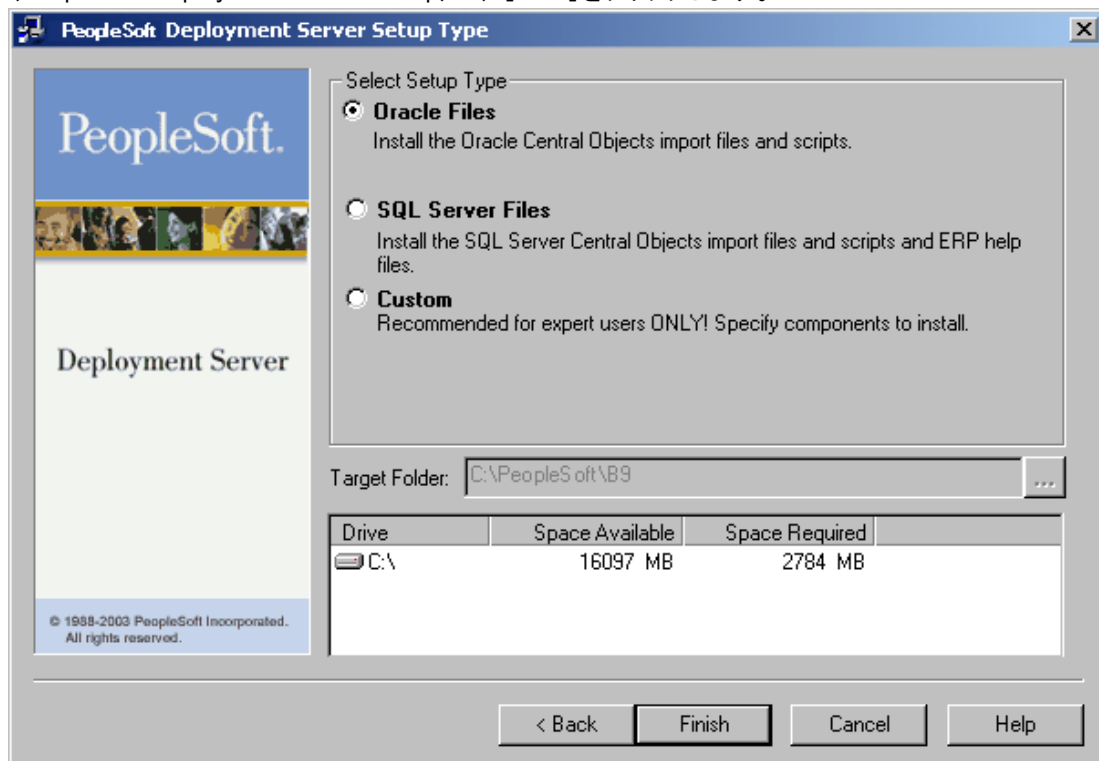 PeopleSoft Deployment Server Setup Type
PeopleSoft.
Deployment Server
© 1988-2003 PeopleSoft Incorporated.
All rights reserved.
Select Setup Type
Oracle Files
Install the Oracle Central Objects import files and scripts.
SQL Server Files
Install the SQL Server Central Objects import files and scripts and ERP help
files.
Custom
Recommended for expert users ONLY! Specify components to install.
Target Folder: C:\PeopleSoft\B9 ...
Drive Space Available Space Required
C:\ 16097 MB 2784 MB
< Back Finish Cancel Help